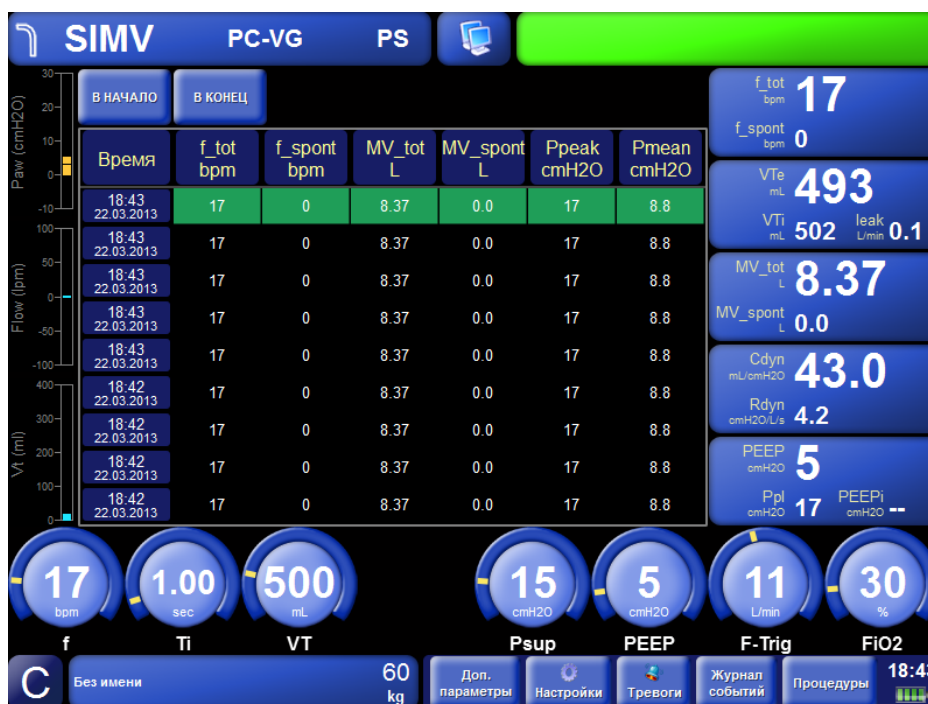 SIMV PC-VG PS
30
20
10
0
-10
Paw (cmH2O)
100
50
0
-50
-100
Flow (lpm)
400
300
200
100
0
Vt (ml)
В НАЧАЛО В КОНЕЦ
Время f_tot bpm f_spont bpm MV_tot L MV_spont L Ppeak cmH2O Pmean cmH2O
18:43 22.03.2013 17 0 8.37 0.0 17 8.8
18:43 22.03.2013 17 0 8.37 0.0 17 8.8
18:43 22.03.2013 17 0 8.37 0.0 17 8.8
18:43 22.03.2013 17 0 8.37 0.0 17 8.8
18:43 22.03.2013 17 0 8.37 0.0 17 8.8
18:42 22.03.2013 17 0 8.37 0.0 17 8.8
18:42 22.03.2013 17 0 8.37 0.0 17 8.8
18:42 22.03.2013 17 0 8.37 0.0 17 8.8
18:42 22.03.2013 17 0 8.37 0.0 17 8.8
f_tot bpm 17
f_spont bpm 0
VTe mL 493
VTi mL 502 leak L/min 0.1
MV_tot L 8.37
MV_spont L 0.0
Cdyn mL/cmH2O 43.0
Rdyn cmH2O/L/s 4.2
PEEP cmH2O 5
Ppl cmH2O 17 PEEPi cmH2O --
17 1.00 500 15 5 11 30
bpm sec mL cmH2O cmH2O L/min %
f Ti VT Psup PEEP F-Trig FiO2
C Без имени 60 kg
Доп. параметры
Настройки
Тревоги
Журнал событий
Процедуры
18:43